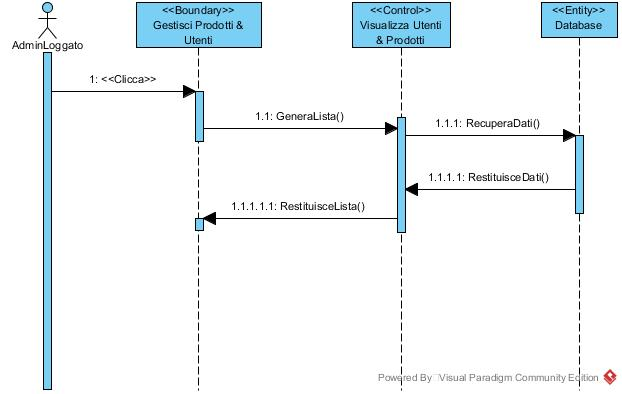 <<Boundary>>
Gestisci Prodotti &
Utenti
<<Control>>
Visualizza Utenti
& Prodotti
<<Entity>>
Database
AdminLoggato
1: <<Clicca>>
1.1: GeneraLista()
1.1.1: RecuperaDati()
1.1.1.1: RestituisceDati()
1.1.1.1.1: RestituisceLista()
Powered By Visual Paradigm Community Edition